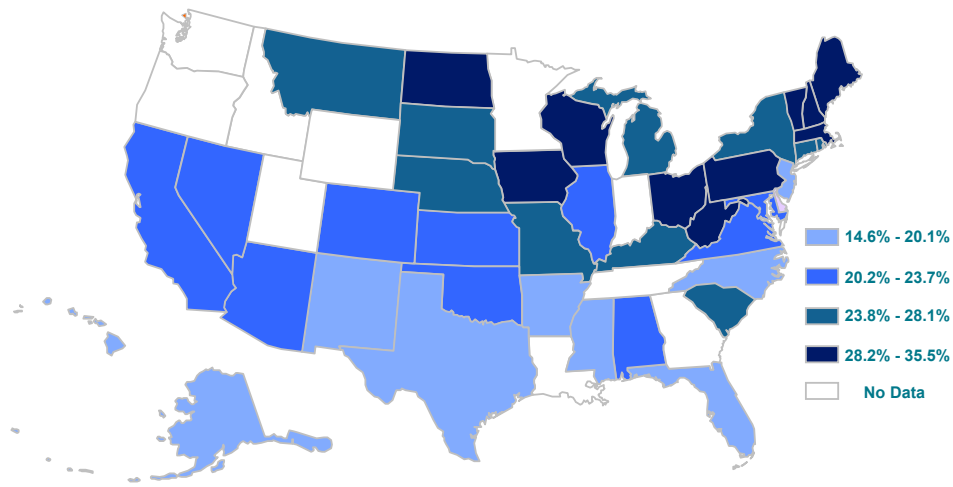 14.6% - 20.1%
20.2% - 23.7%
23.8% - 28.1%
28.2% - 35.5%
No Data